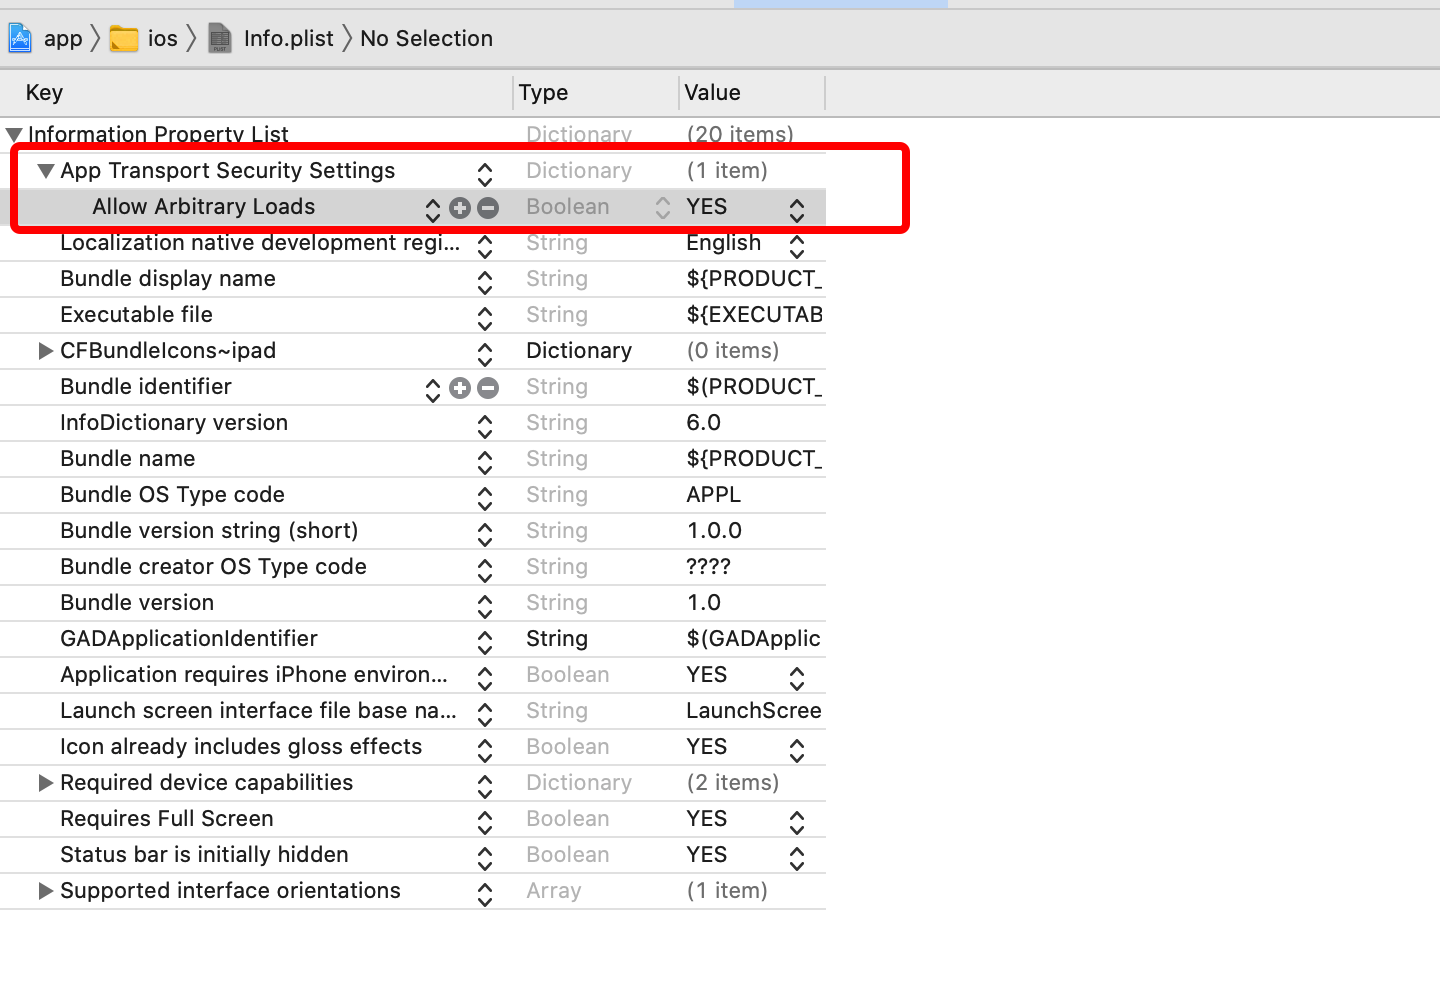 app ios Info.plist No Selection
Key Type Value
Information Property List Dictionary (20 items)
App Transport Security Settings Dictionary (1 item)
Allow Arbitrary Loads Boolean YES
Localization native development regi... String English
Bundle display name String ${PRODUCT_
Executable file String ${EXECUTAB
CFBundleIcons~ipad Dictionary (0 items)
Bundle identifier String $(PRODUCT_
InfoDictionary version String 6.0
Bundle name String ${PRODUCT_
Bundle OS Type code String APPL
Bundle version string (short) String 1.0.0
Bundle creator OS Type code String ????
Bundle version String 1.0
GADApplicationIdentifier String $(GADApplic
Application requires iPhone environ... Boolean YES
Launch screen interface file base na... String LaunchScree
Icon already includes gloss effects Boolean YES
Required device capabilities Dictionary (2 items)
Requires Full Screen Boolean YES
Status bar is initially hidden Boolean YES
Supported interface orientations Array (1 item)